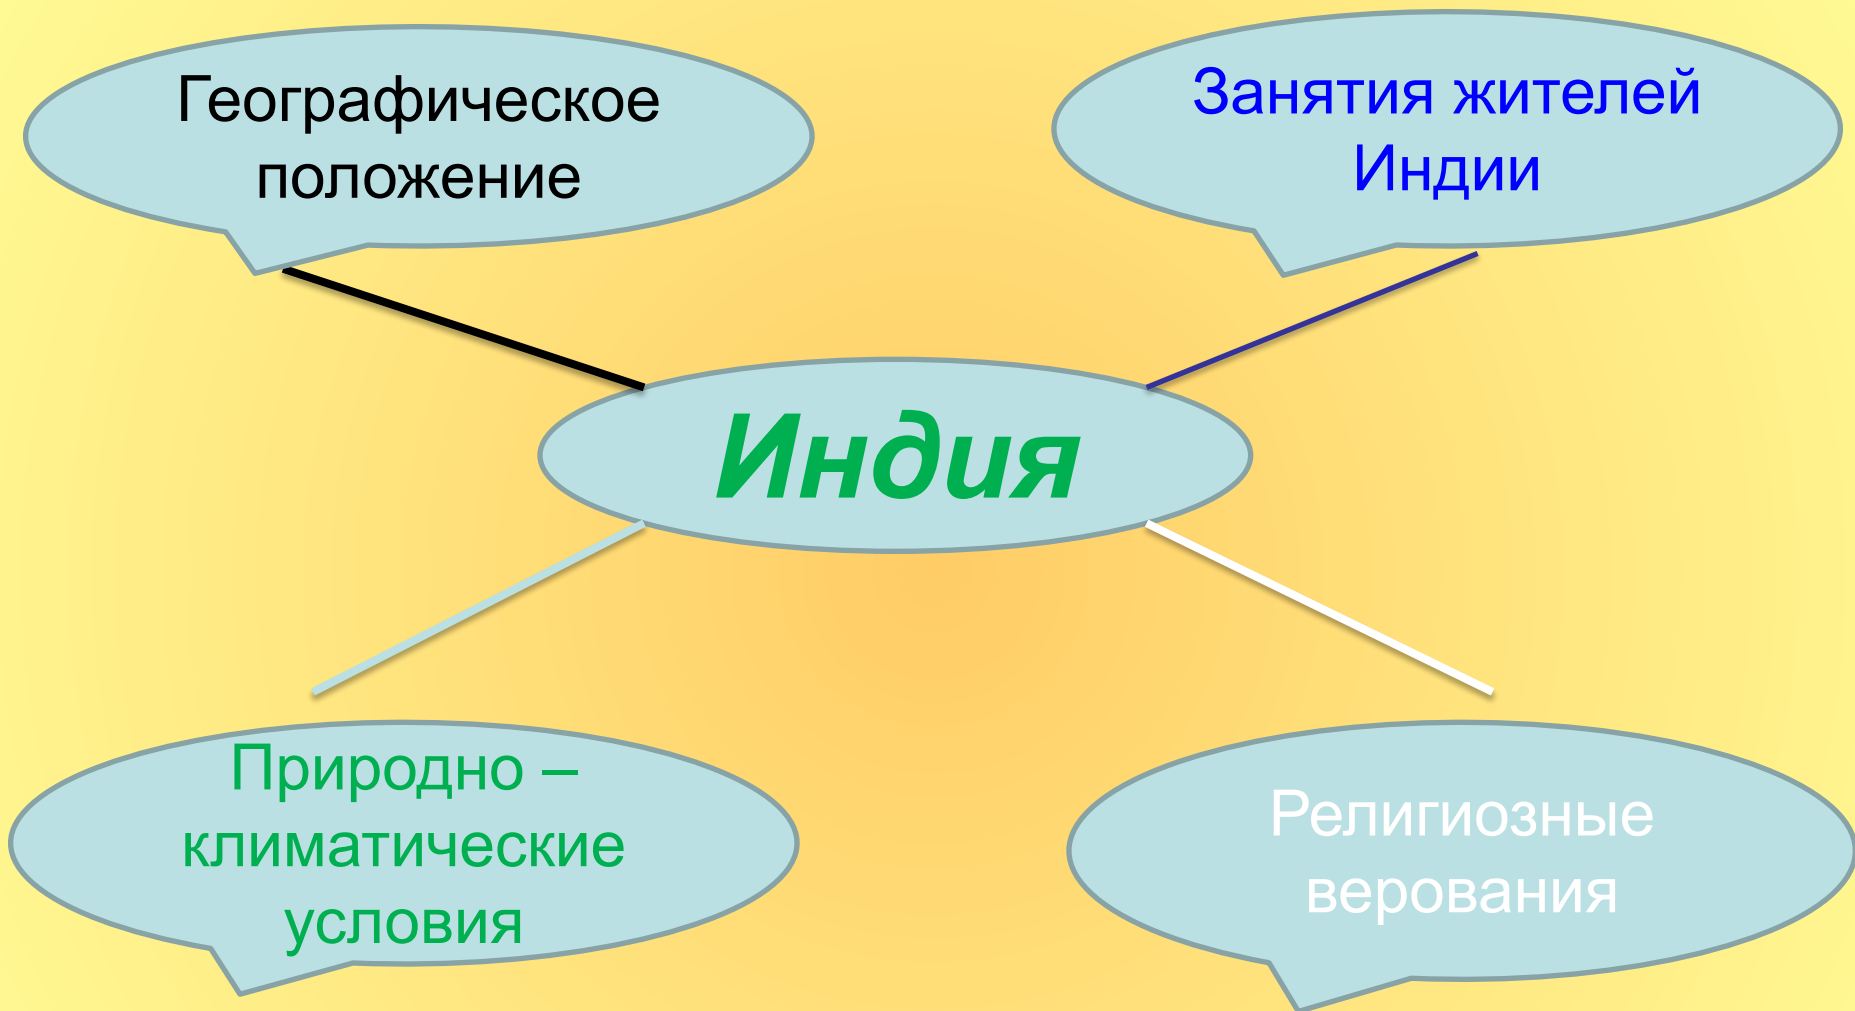 Географическое
положение
Занятия жителей
Индии
Индия
Природно –
климатические
условия
Религиозные
верования